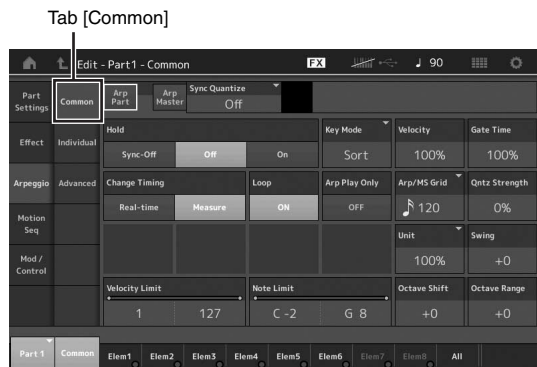 Tab [Common]
Edit - Part1 - Common
FX
♩ 90
Part Settings
Common
Arp Part
Arp Master
Sync Quantize
Off
Effect
Individual
Hold
Sync-Off
Off
On
Key Mode
Sort
Velocity
100%
Gate Time
100%
Arpeggio
Advanced
Change Timing
Real-time
Measure
Loop
ON
Arp Play Only
OFF
Arp/MS Grid
120
Qntz Strength
0%
Motion Seq
Unit
100%
Swing
+0
Mod / Control
Velocity Limit
1
127
Note Limit
C -2
G 8
Octave Shift
+0
Octave Range
+0
Part 1
Common
Elem1
Elem2
Elem3
Elem4
Elem5
Elem6
Elem7
Elem8
All